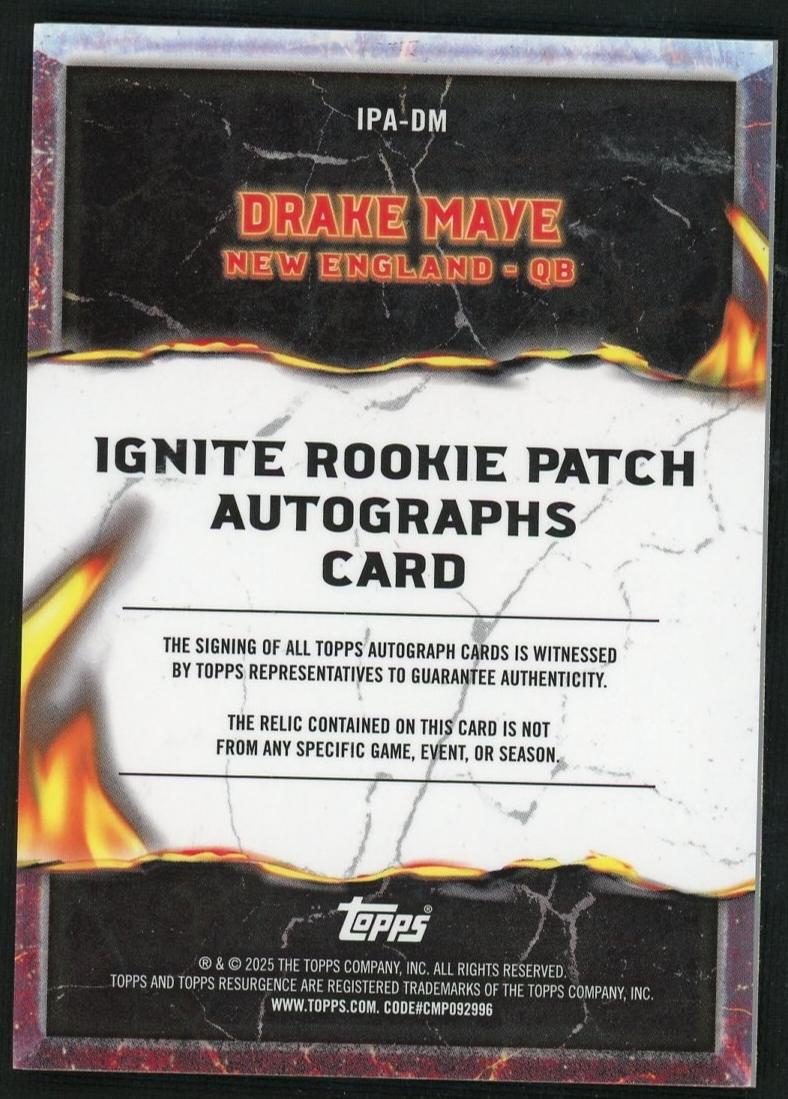 IPA-DM
DRAKE MAYE
NEW ENGLAND - QB
IGNITE ROOKIE PATCH
AUTOGRAPHS
CARD
THE SIGNING OF ALL TOPPS AUTOGRAPH CARDS IS WITNESSED
BY TOPPS REPRESENTATIVES TO GUARANTEE AUTHENTICITY.
THE RELIC CONTAINED ON THIS CARD IS NOT
FROM ANY SPECIFIC GAME, EVENT, OR SEASON.
Topps®
® & © 2025 THE TOPPS COMPANY, INC. ALL RIGHTS RESERVED.
TOPPS AND TOPPS RESURGENCE ARE REGISTERED TRADEMARKS OF THE TOPPS COMPANY, INC.
WWW.TOPPS.COM. CODE#CMP092996